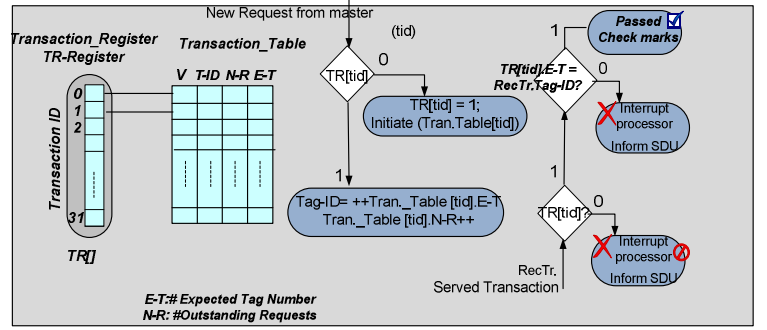 New Request from master
(tid)
Transaction_Register
TR-Register
Transaction_Table
V T-ID N-R E-T
Transaction ID
0
1
2
31
TR[]
TR[tid]
0
TR[tid] = 1;
Initiate (Tran.Table[tid])
1
Tag-ID= ++Tran._Table [tid].E-T
Tran._Table [tid].N-R++
Passed
Check marks
1
TR[tid].E-T =
RecTr.Tag-ID?
0
Interrupt
processor
Inform SDU
1
TR[tid]?
0
Interrupt
processor
Inform SDU
RecTr.
Served Transaction
E-T:# Expected Tag Number
N-R: #Outstanding Requests